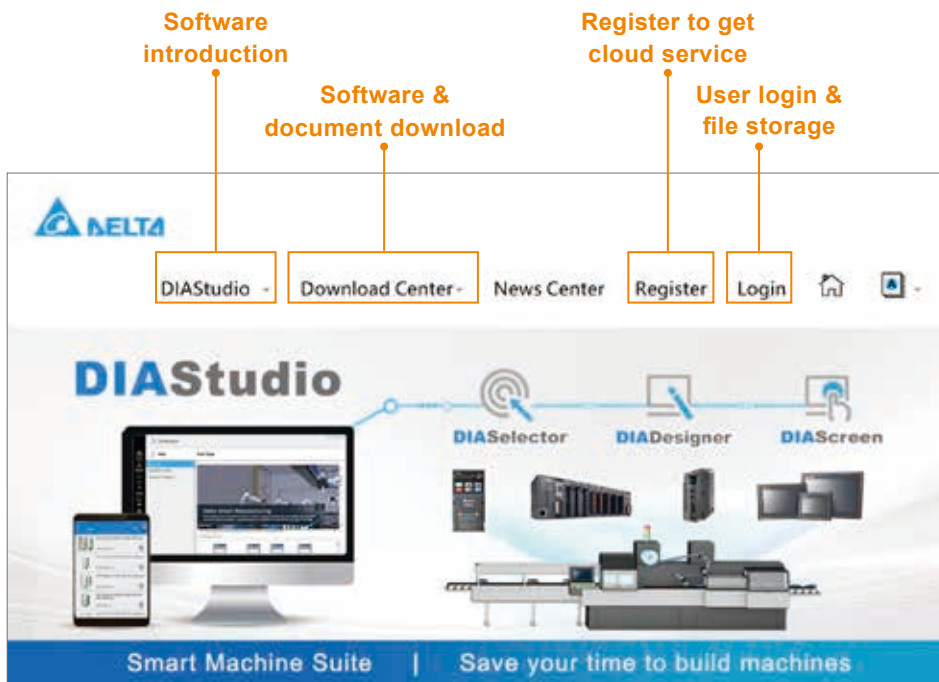 Software
introduction
Register to get
cloud service
Software &
document download
User login &
file storage
DELTA
DIAStudio
Download Center
News Center
Register
Login
DIAStudio
DIASelector
DIADesigner
DIAScreen
Smart Machine Suite | Save your time to build machines